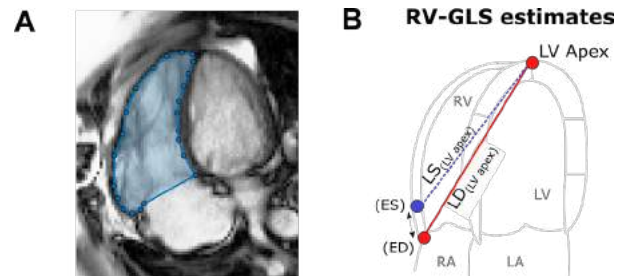 A
B
RV-GLS estimates
LV Apex
RV
LS(LV apex)
LD(LV apex)
LV
(ES)
(ED)
RA
LA